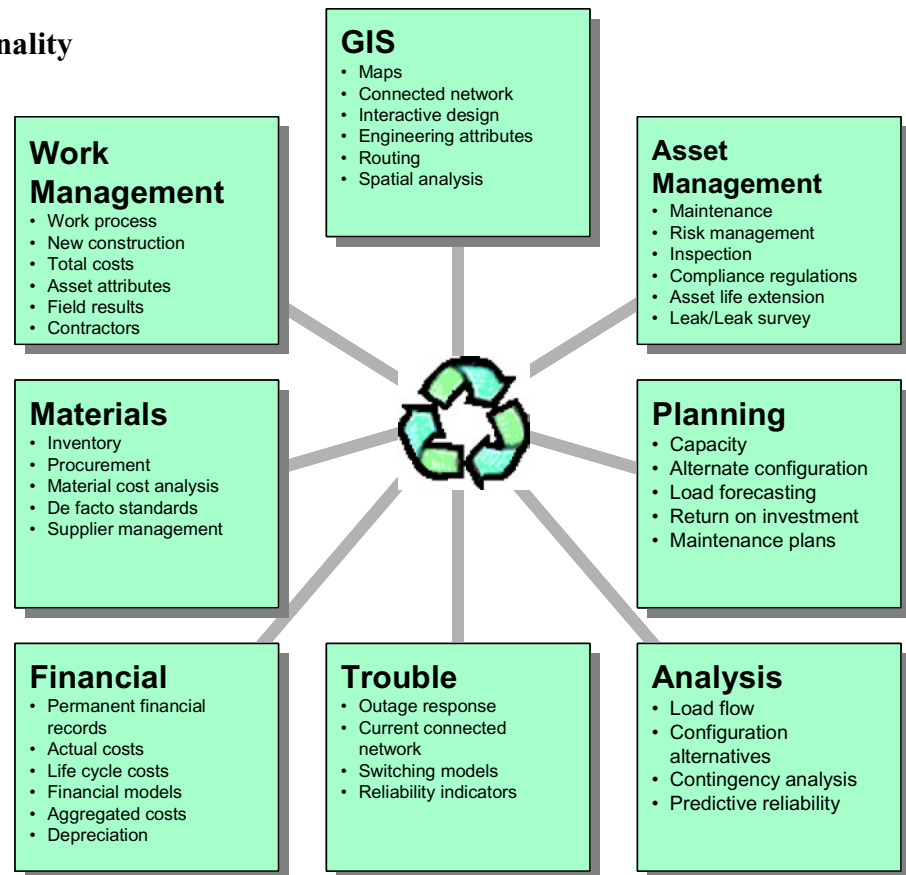 nality
GIS
• Maps
• Connected network
• Interactive design
• Engineering attributes
• Routing
• Spatial analysis
Work
Management
• Work process
• New construction
• Total costs
• Asset attributes
• Field results
• Contractors
Asset
Management
• Maintenance
• Risk management
• Inspection
• Compliance regulations
• Asset life extension
• Leak/Leak survey
Materials
• Inventory
• Procurement
• Material cost analysis
• De facto standards
• Supplier management
Planning
• Capacity
• Alternate configuration
• Load forecasting
• Return on investment
• Maintenance plans
Financial
• Permanent financial
records
• Actual costs
• Life cycle costs
• Financial models
• Aggregated costs
• Depreciation
Trouble
• Outage response
• Current connected
network
• Switching models
• Reliability indicators
Analysis
• Load flow
• Configuration
alternatives
• Contingency analysis
• Predictive reliability